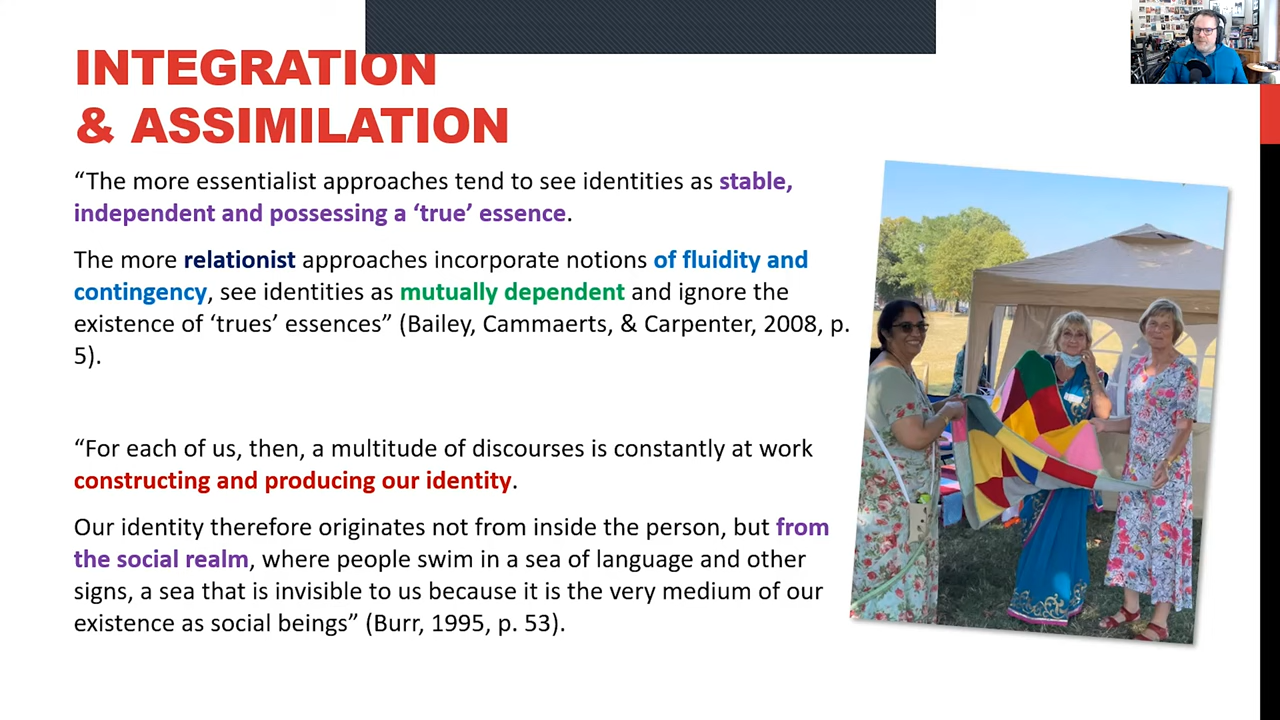 INTEGRATION
& ASSIMILATION
“The more essentialist approaches tend to see identities as stable,
independent and possessing a ‘true’ essence.
The more relationist approaches incorporate notions of fluidity and
contingency, see identities as mutually dependent and ignore the
existence of ‘trues’ essences” (Bailey, Cammaerts, & Carpenter, 2008, p.
5).
“For each of us, then, a multitude of discourses is constantly at work
constructing and producing our identity.
Our identity therefore originates not from inside the person, but from
the social realm, where people swim in a sea of language and other
signs, a sea that is invisible to us because it is the very medium of our
existence as social beings” (Burr, 1995, p. 53).